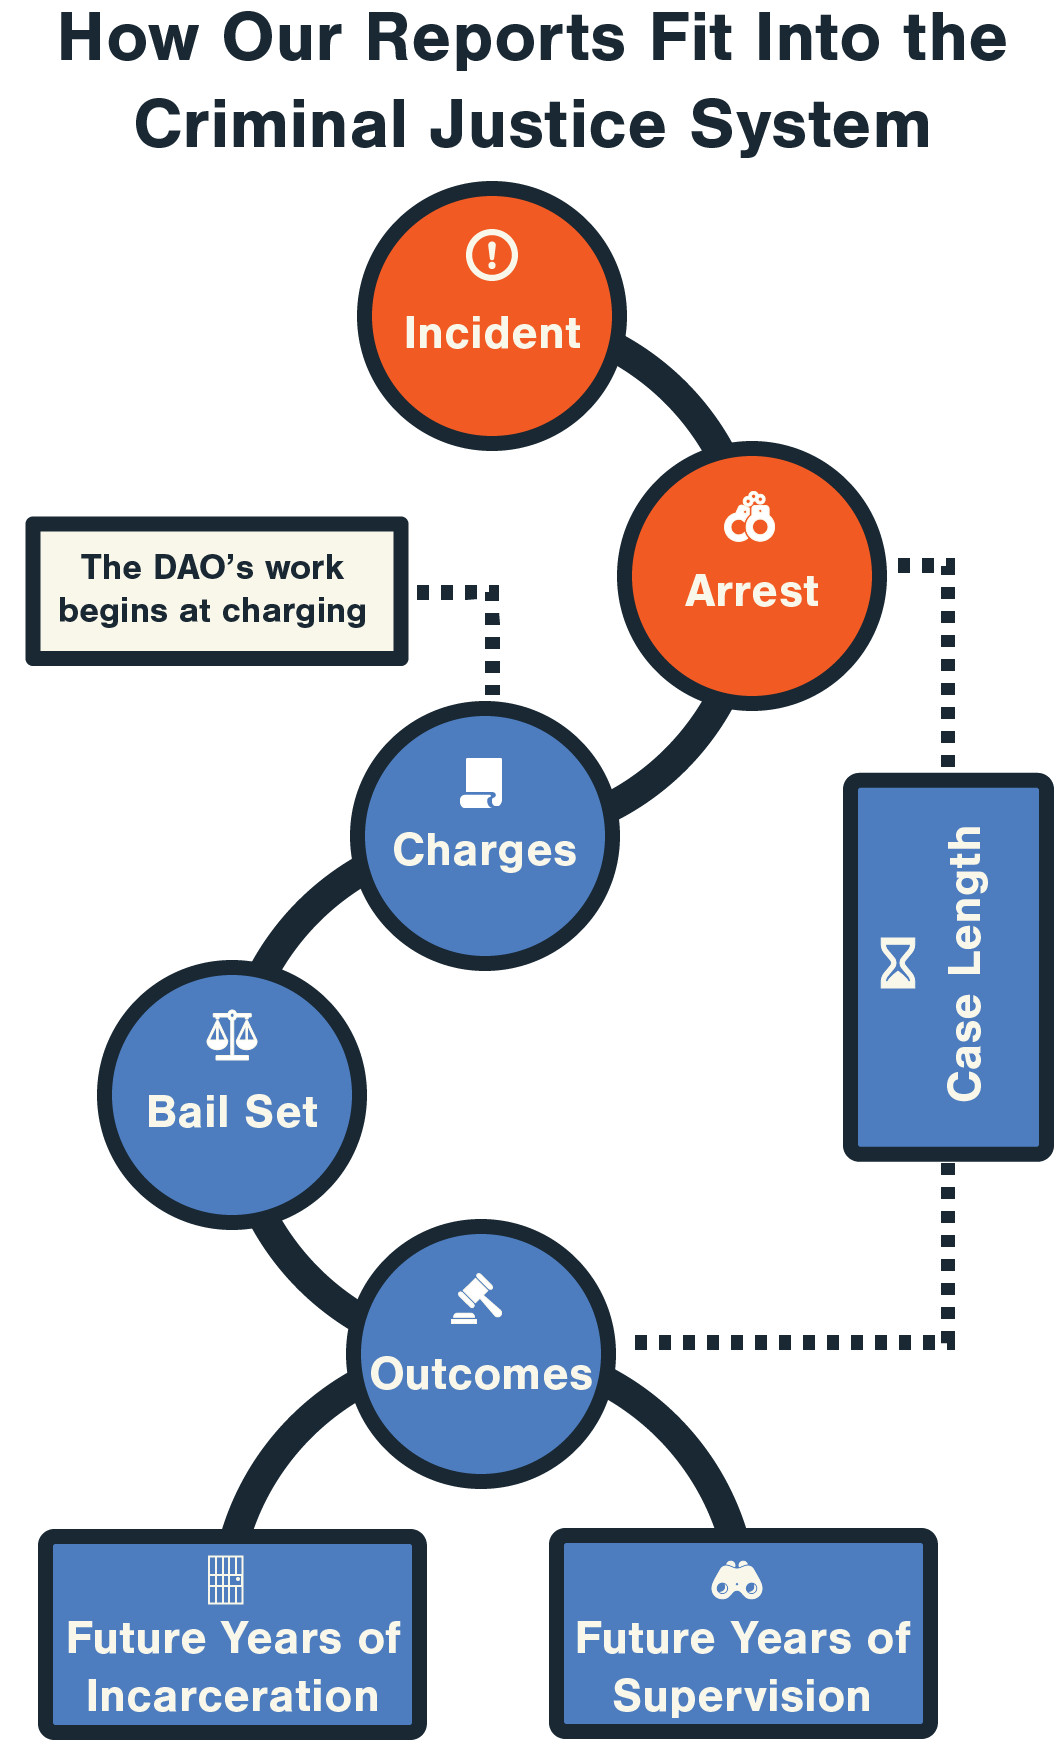 How Our Reports Fit Into the
Criminal Justice System
Incident
Arrest
The DAO's work
begins at charging
Charges
Case Length
Bail Set
Outcomes
Future Years of
Incarceration
Future Years of
Supervision